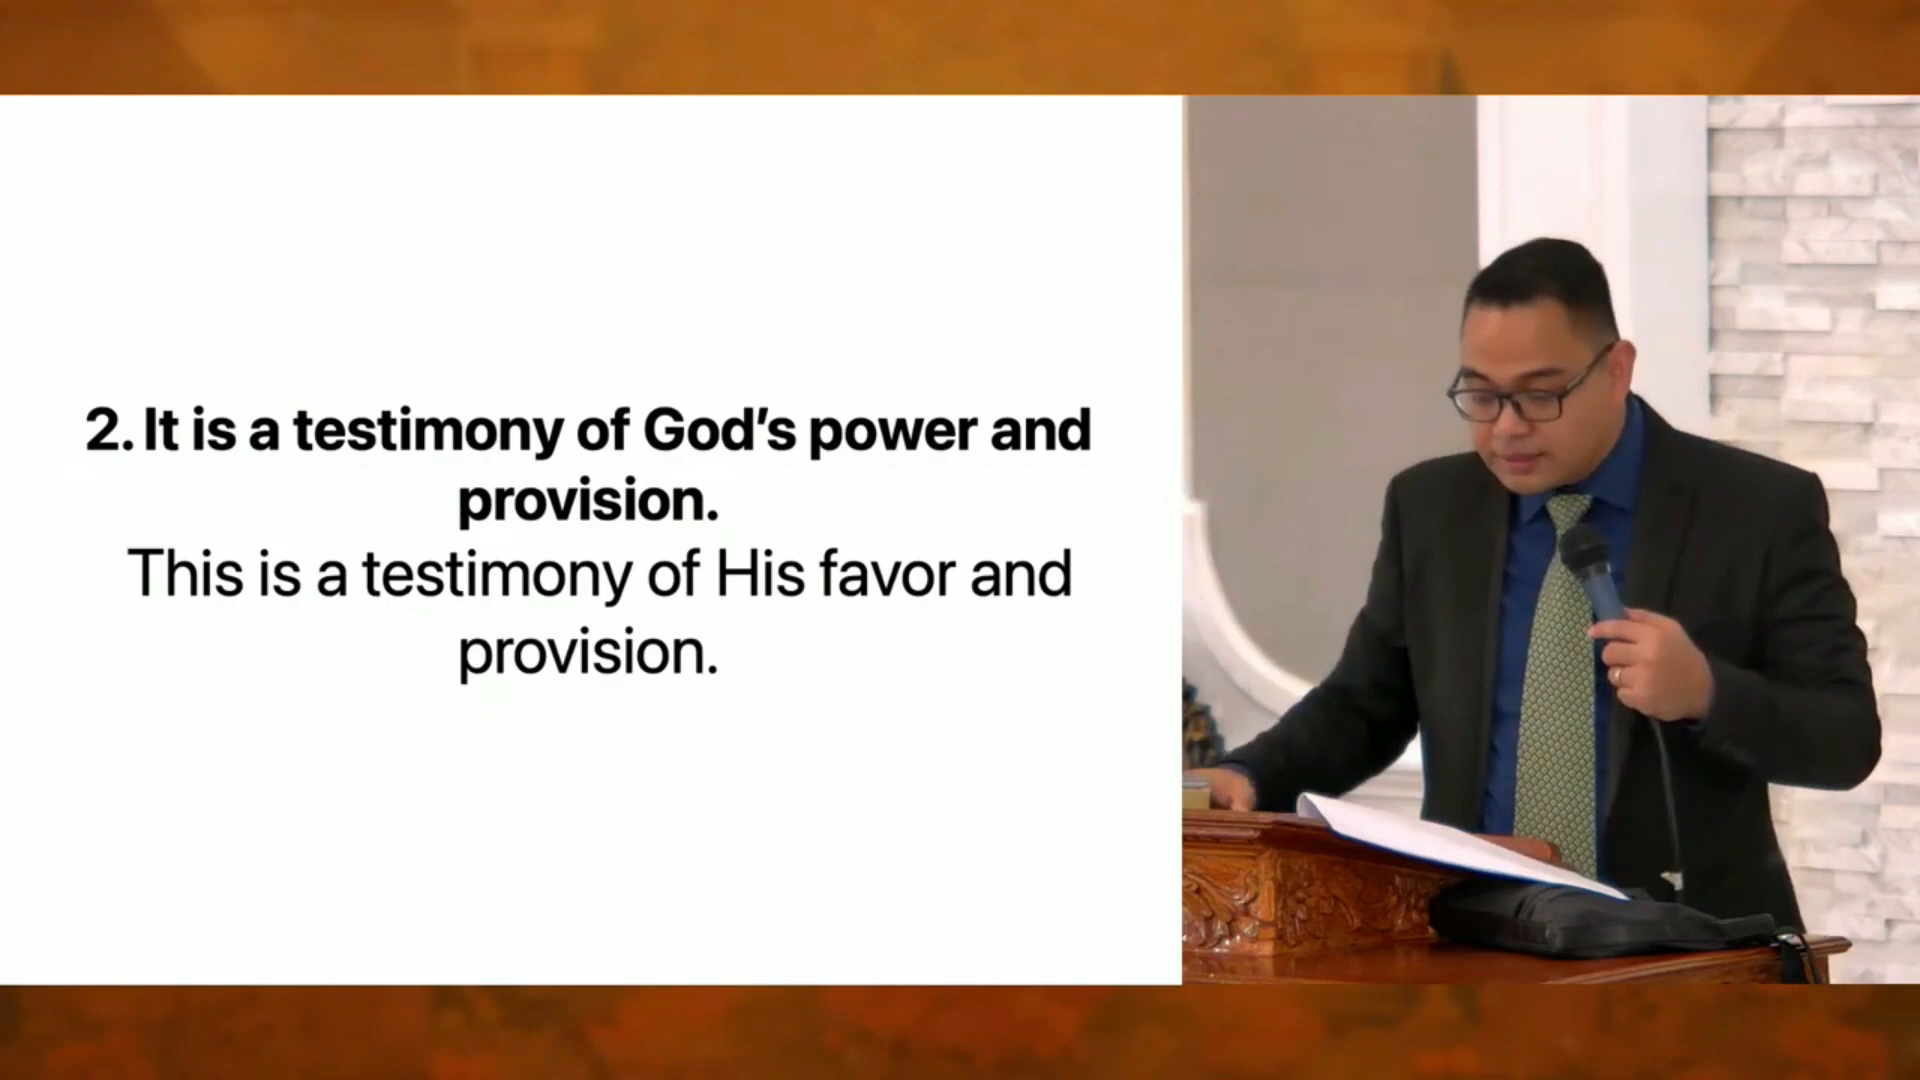 2. It is a testimony of God's power and
provision.
This is a testimony of His favor and
provision.